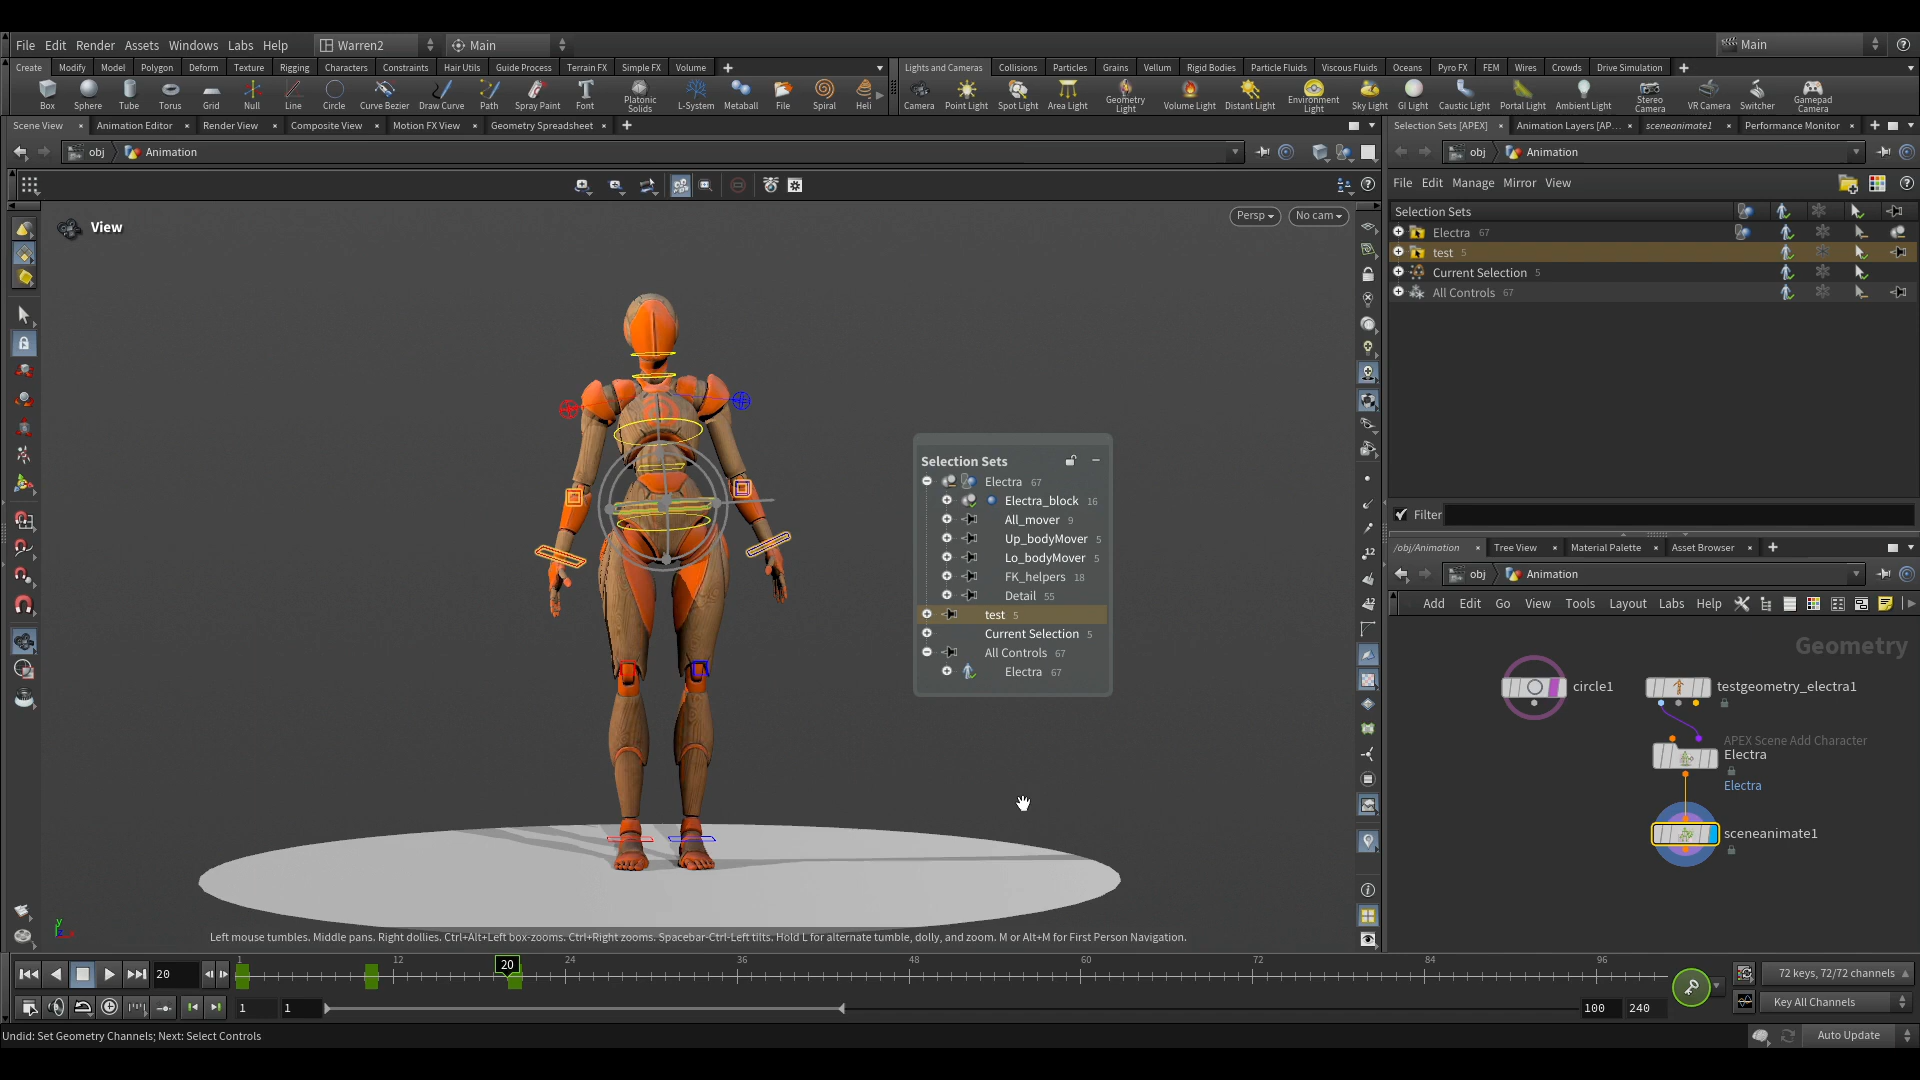 File Edit Render Assets Windows Labs Help Warren2 Main Main
Create Modify Model Polygon Deform Texture Rigging Characters Constraints Hair Utils Guide Process Terrain FX Simple FX Volume
Lights and Cameras Collisions Particles Grains Vellum Rigid Bodies Particle Fluids Viscous Fluids Oceans Pyro FX FEM Wires Crowds Drive Simulation
Box Sphere Tube Torus Grid Null Line Circle Curve Bezier Draw Curve Path Spray Paint Font Platonic Solids L-System Metaball File Spiral Heli
Camera Point Light Spot Light Area Light Geometry Light Volume Light Distant Light Environment Light Sky Light GI Light Caustic Light Portal Light Ambient Light Stereo Camera VR Camera Switcher Gamepad Camera
Scene View Animation Editor Render View Composite View Motion FX View Geometry Spreadsheet
Selection Sets [APEX] Animation Layers [AP... sceneanimate1 Performance Monitor
obj Animation
obj Animation
File Edit Manage Mirror View
Selection Sets
Electra 67
test 5
Current Selection 5
All Controls 67
Filter
View
Persp
No cam
Selection Sets
Electra 67
Electra_block 16
All_mover 9
Up_bodyMover 5
Lo_bodyMover 5
FK_helpers 18
Detail 55
test 5
Current Selection 5
All Controls 67
Electra 67
/obj/Animation Tree View Material Palette Asset Browser
obj Animation
Add Edit Go View Tools Layout Labs Help
Geometry
circle1
testgeometry_electra1
APEX Scene Add Character
Electra
Electra
sceneanimate1
y
Left mouse tumbles. Middle pans. Right dollies. Ctrl+Alt+Left box-zooms. Ctrl+Right zooms. Spacebar-Ctrl-Left tilts. Hold L for alternate tumble, dolly, and zoom. M or Alt+M for First Person Navigation.
20
1 12 20 24 36 48 60 72 84 96
72 keys, 72/72 channels
1 1 100 240
Key All Channels
Undid: Set Geometry Channels; Next: Select Controls
Auto Update